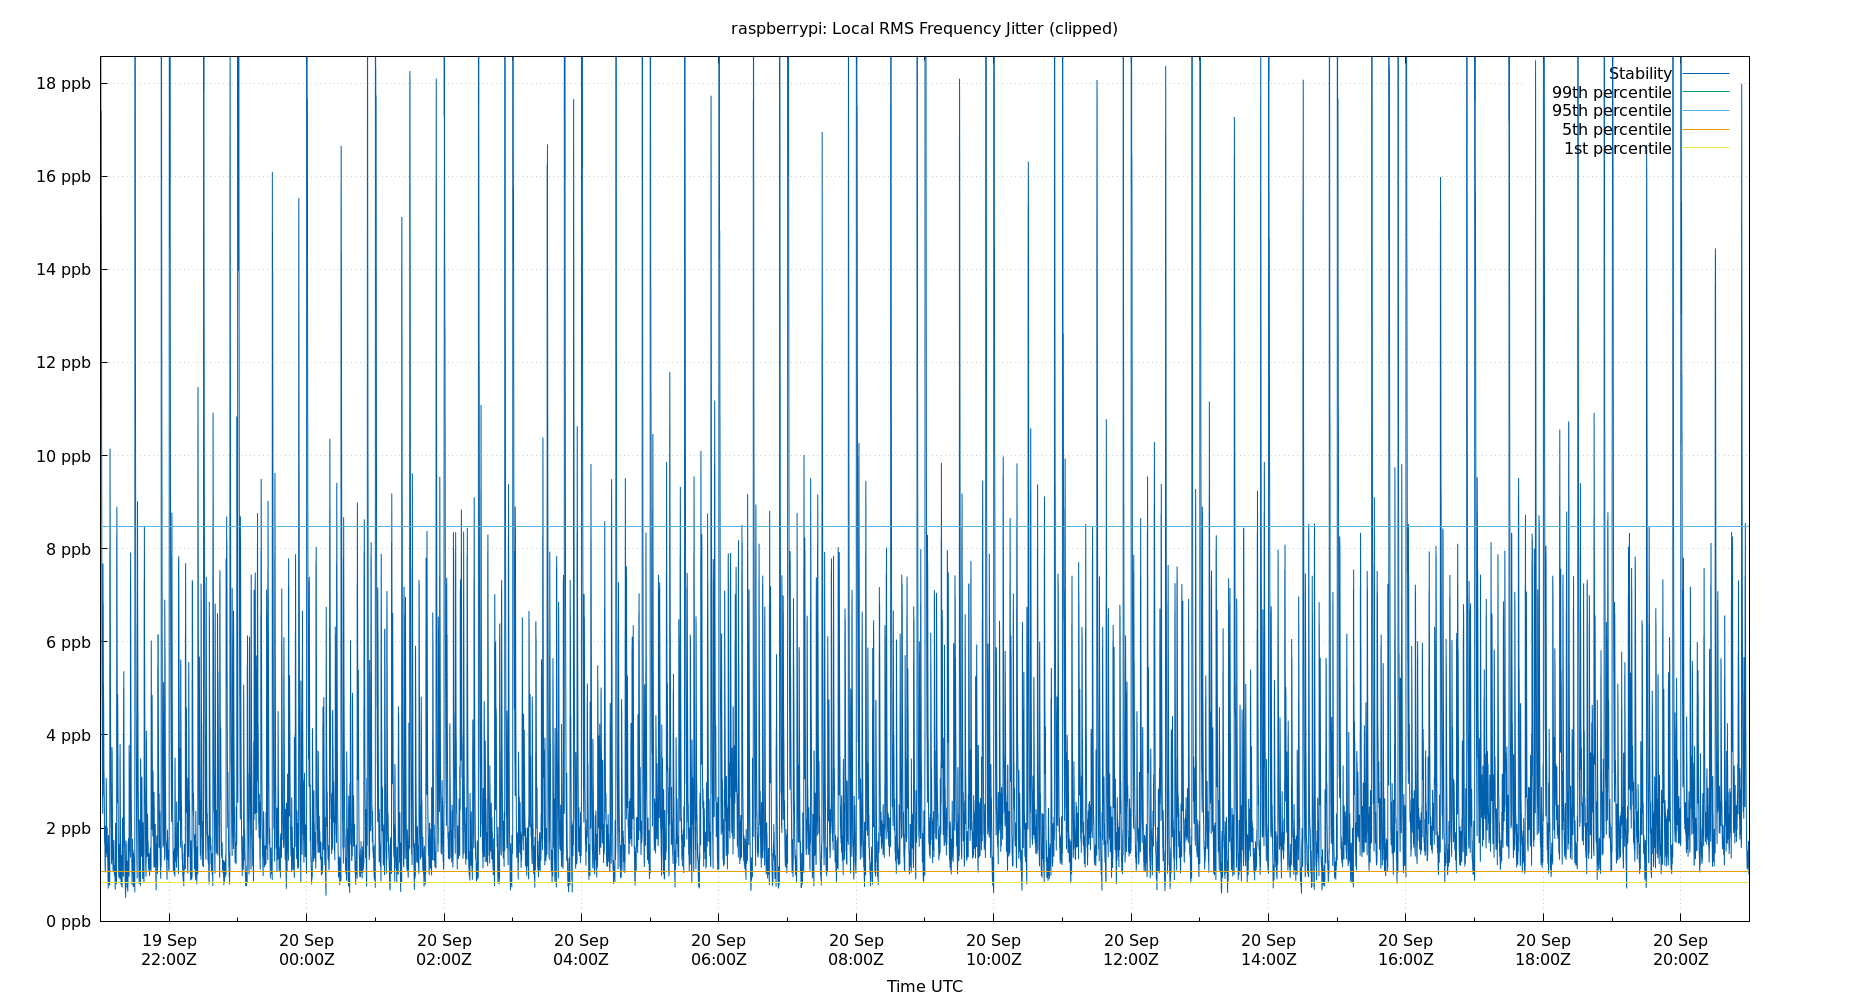 raspberrypi: Local RMS Frequency Jitter (clipped)
Stability
99th percentile
95th percentile
5th percentile
1st percentile
18 ppb
16 ppb
14 ppb
12 ppb
10 ppb
8 ppb
6 ppb
4 ppb
2 ppb
0 ppb
19 Sep 20 Sep 20 Sep 20 Sep 20 Sep 20 Sep 20 Sep 20 Sep 20 Sep 20 Sep 20 Sep 20 Sep
22:00Z 00:00Z 02:00Z 04:00Z 06:00Z 08:00Z 10:00Z 12:00Z 14:00Z 16:00Z 18:00Z 20:00Z
Time UTC